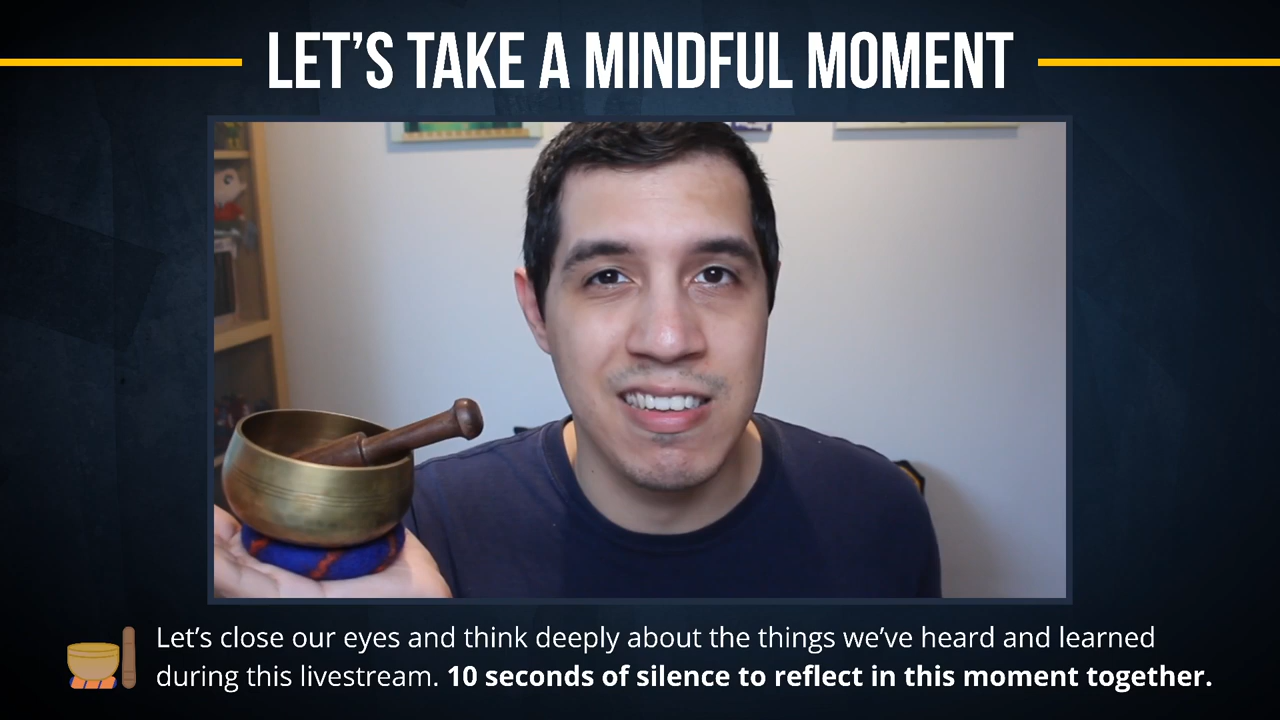 LET'S TAKE A MINDFUL MOMENT
Let's close our eyes and think deeply about the things we've heard and learned
during this livestream. 10 seconds of silence to reflect in this moment together.